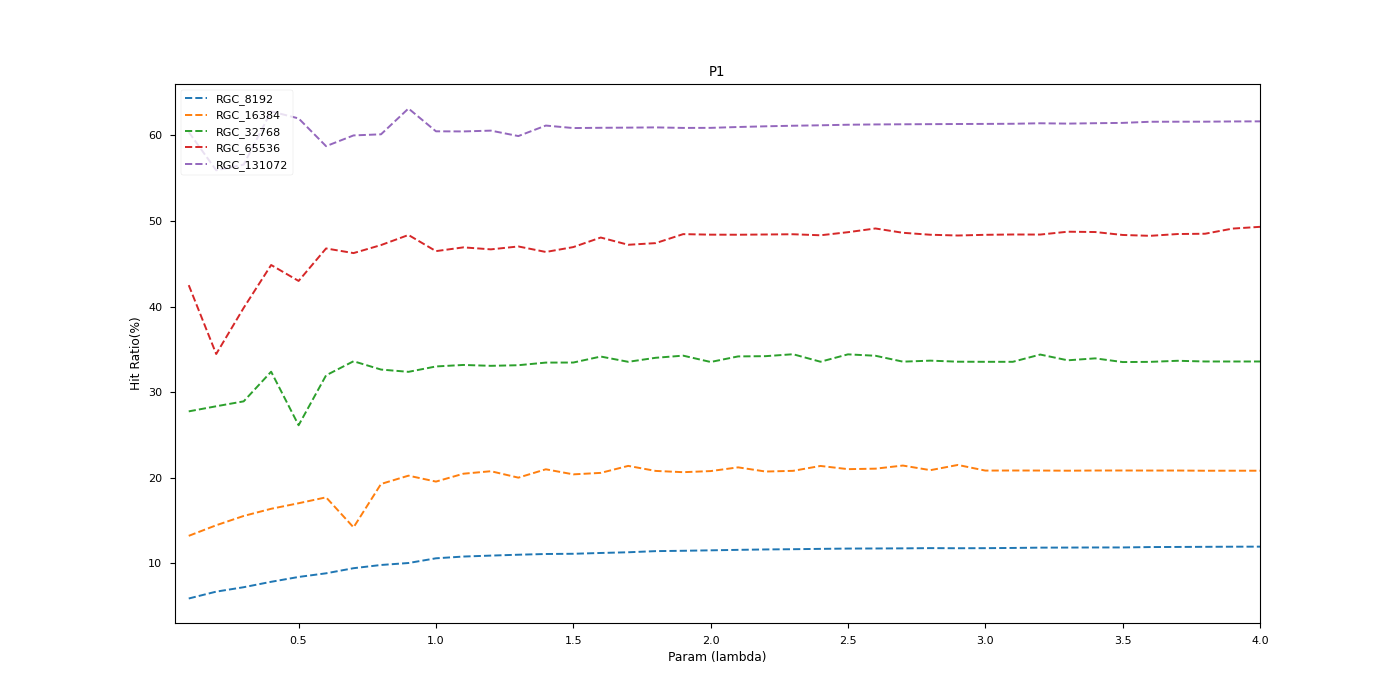 P1
RGC_8192
RGC_16384
RGC_32768
RGC_65536
RGC_131072
60
50
40
30
20
10
Hit Ratio(%)
0.5 1.0 1.5 2.0 2.5 3.0 3.5 4.0
Param (lambda)